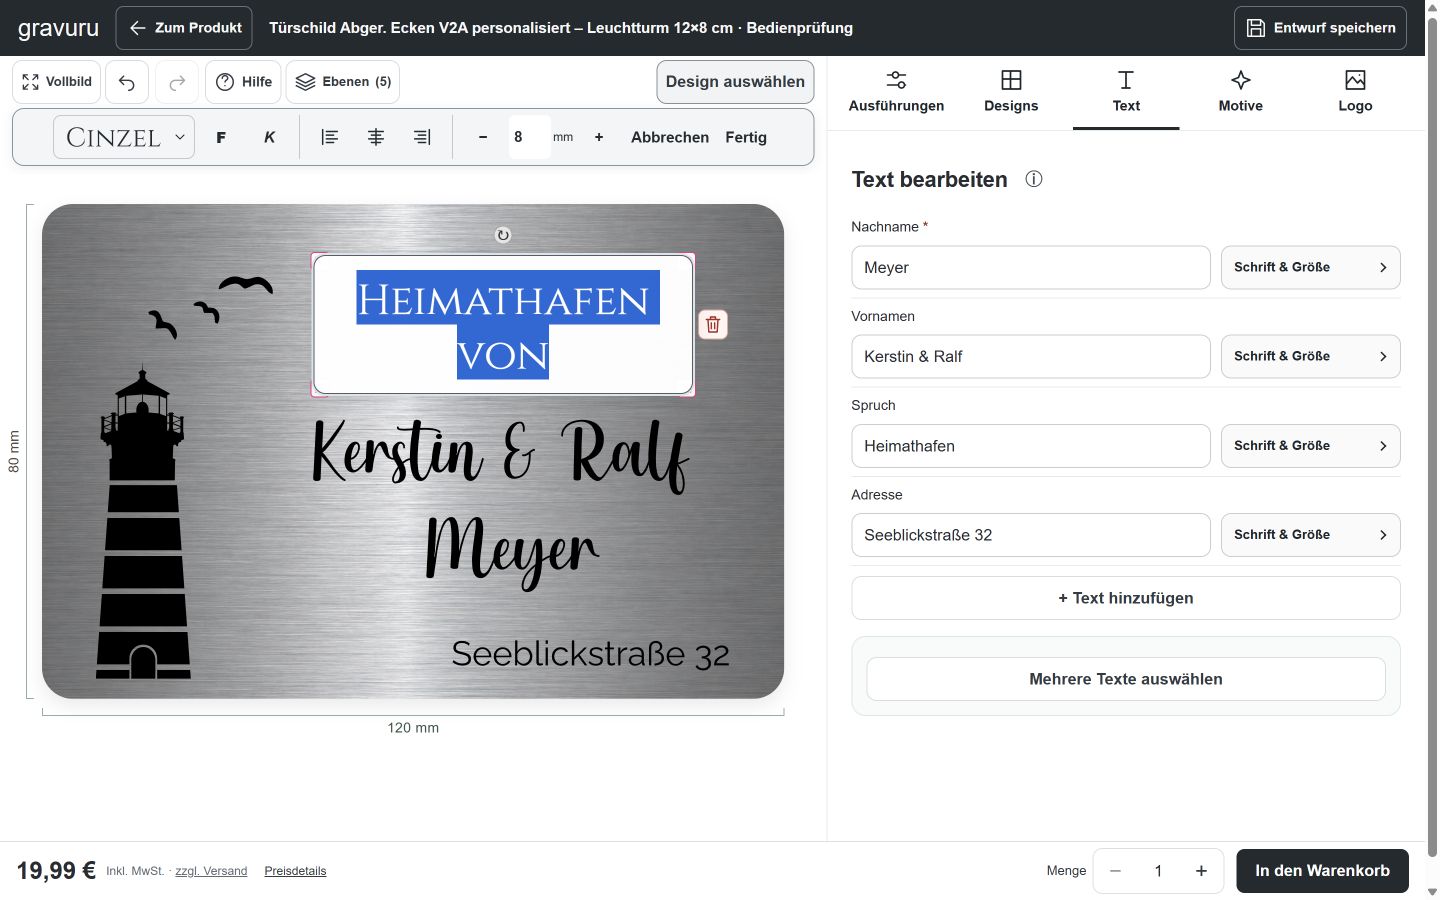 gravuru
Zum Produkt
Türschild Abger. Ecken V2A personalisiert – Leuchtturm 12×8 cm · Bedienprüfung
Entwurf speichern
Vollbild
Hilfe
Ebenen (5)
Design auswählen
Ausführungen
Designs
Text
Motive
Logo
Cinzel
F
K
− 8 mm +
Abbrechen
Fertig
Heimathafen
von
Kerstin & Ralf
Meyer
Seeblickstraße 32
80 mm
120 mm
Text bearbeiten
Nachname *
Meyer
Schrift & Größe
Vornamen
Kerstin & Ralf
Schrift & Größe
Spruch
Heimathafen
Schrift & Größe
Adresse
Seeblickstraße 32
Schrift & Größe
+ Text hinzufügen
Mehrere Texte auswählen
19,99 € Inkl. MwSt. · zzgl. Versand Preisdetails
Menge − 1 +
In den Warenkorb